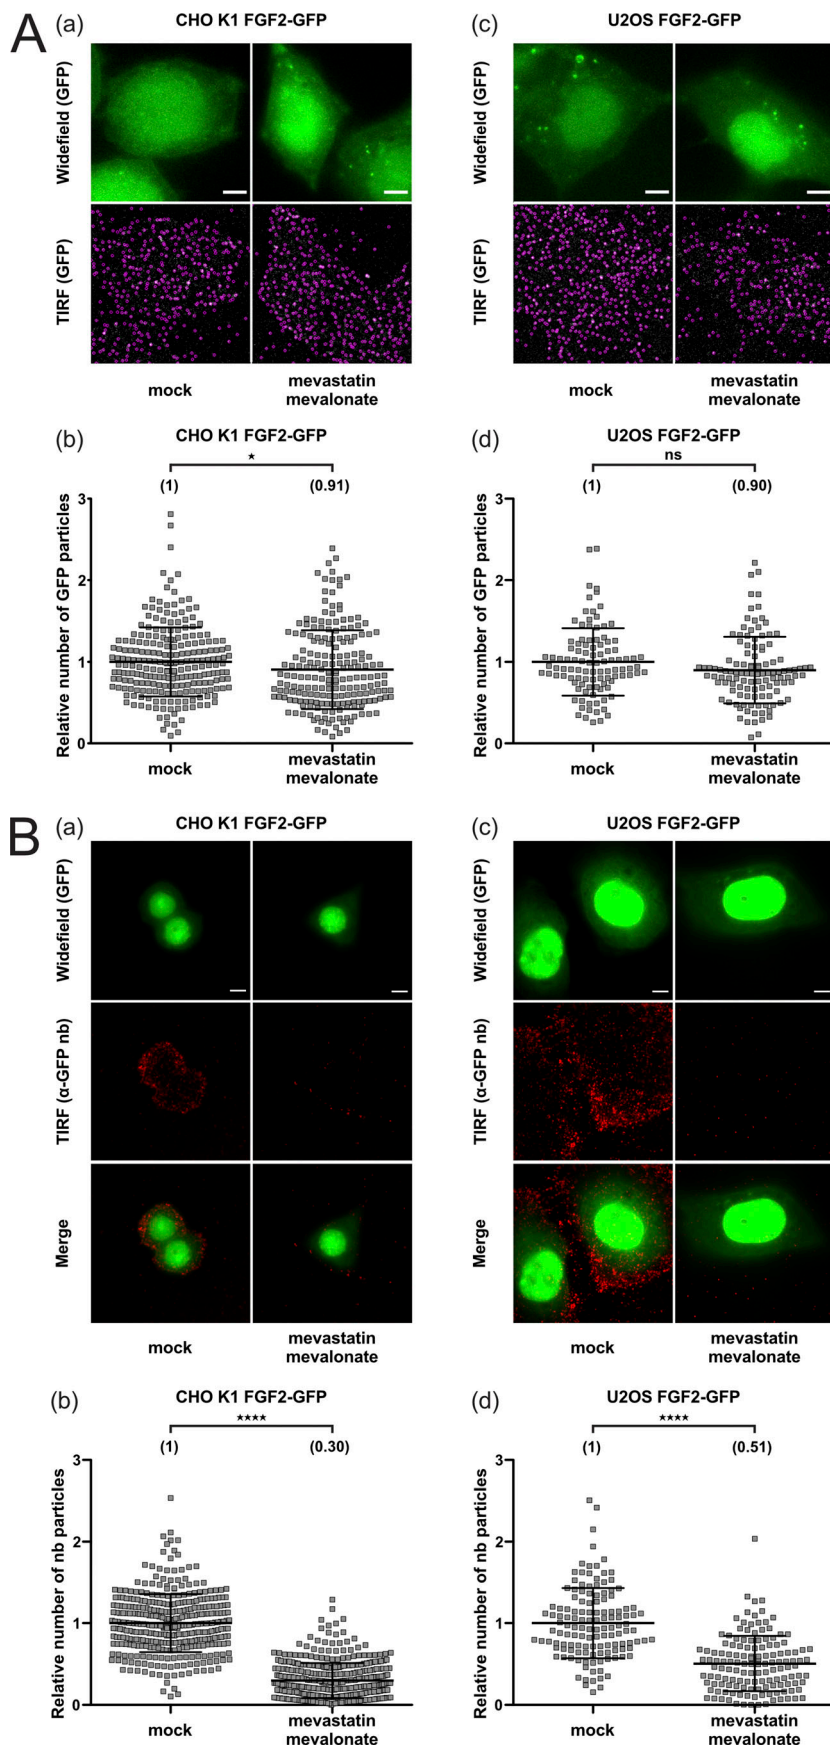 A
(a)
CHO K1 FGF2-GFP
Widefield (GFP)
TIRF (GFP)
mock
mevastatin
mevalonate
(c)
U2OS FGF2-GFP
Widefield (GFP)
TIRF (GFP)
mock
mevastatin
mevalonate
(b)
CHO K1 FGF2-GFP
★
(1)
(0.91)
Relative number of GFP particles
3
2
1
0
mock
mevastatin
mevalonate
(d)
U2OS FGF2-GFP
ns
(1)
(0.90)
Relative number of GFP particles
3
2
1
0
mock
mevastatin
mevalonate
B
(a)
CHO K1 FGF2-GFP
Widefield (GFP)
TIRF (α-GFP nb)
Merge
mock
mevastatin
mevalonate
(c)
U2OS FGF2-GFP
Widefield (GFP)
TIRF (α-GFP nb)
Merge
mock
mevastatin
mevalonate
(b)
CHO K1 FGF2-GFP
★★★★
(1)
(0.30)
Relative number of nb particles
3
2
1
0
mock
mevastatin
mevalonate
(d)
U2OS FGF2-GFP
★★★★
(1)
(0.51)
Relative number of nb particles
3
2
1
0
mock
mevastatin
mevalonate